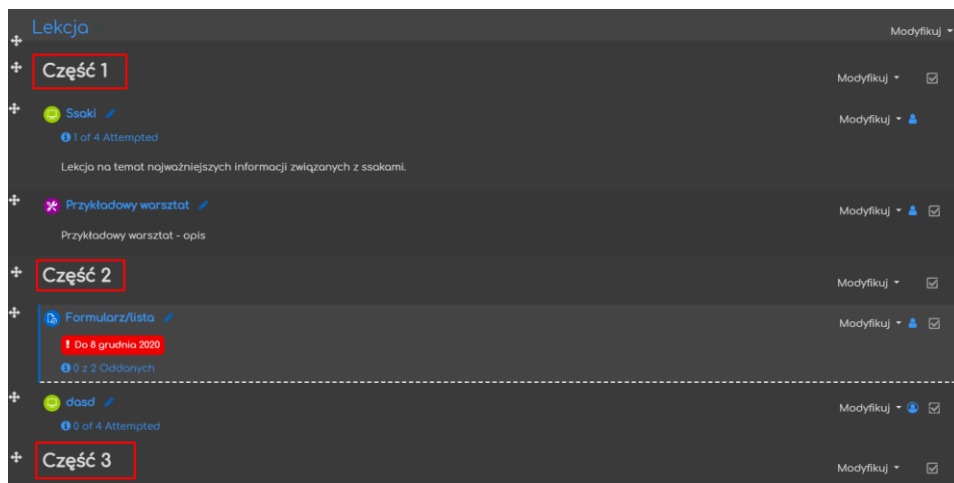 Lekcja
Modyfikuj
Część 1
Modyfikuj
Ssaki
Modyfikuj
1 of 4 Attempted
Lekcja na temat najważniejszych informacji związanych z ssakami.
Przykładowy warsztat
Modyfikuj
Przykładowy warsztat - opis
Część 2
Modyfikuj
Formularz/lista
Modyfikuj
! Do 8 grudnia 2020
0 z 2 Oddanych
dasd
Modyfikuj
0 of 4 Attempted
Część 3
Modyfikuj